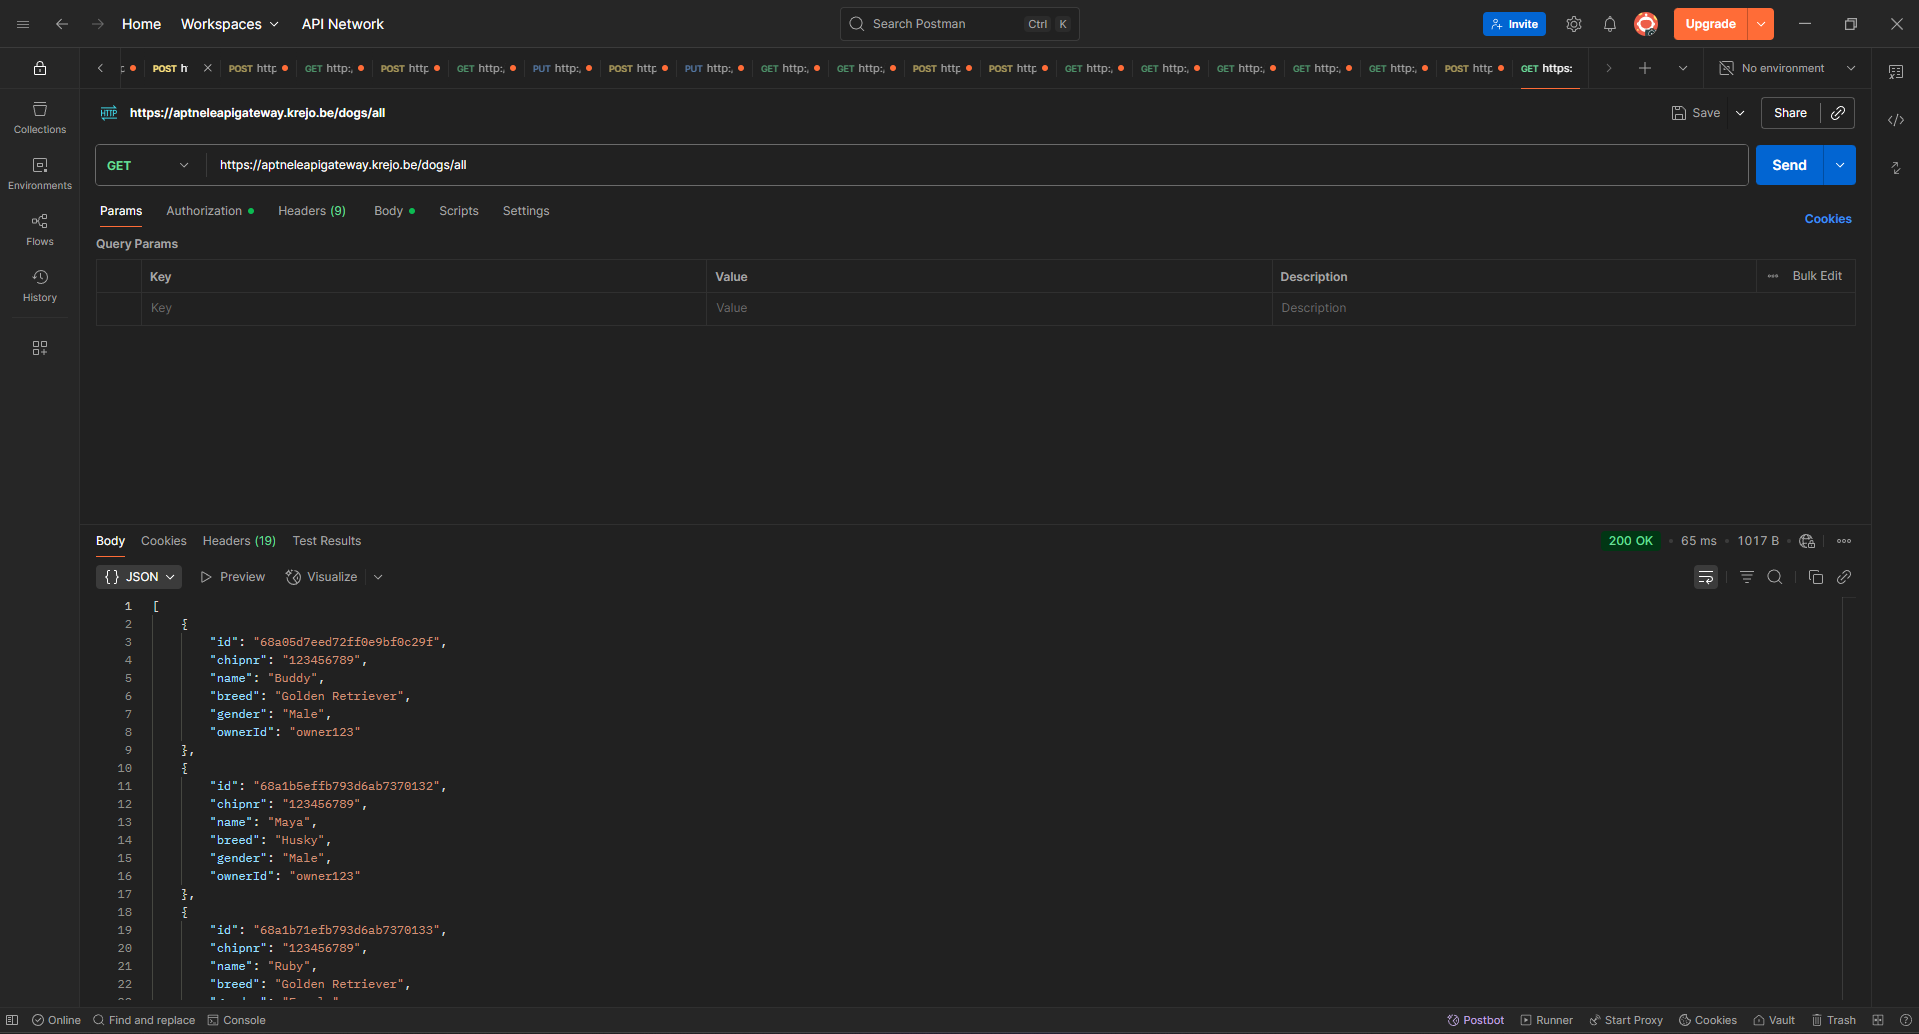 Home Workspaces API Network Search Postman Ctrl K Invite Upgrade
POST ht POST http GET http:, POST http GET http:, PUT http:, POST http PUT http:, GET http:, GET http:, POST http POST http GET http:, GET http:, GET http:, GET http:, GET http:, POST http GET https: No environment
HTTP https://aptneleapigateway.krejo.be/dogs/all Save Share
GET https://aptneleapigateway.krejo.be/dogs/all Send
Params Authorization Headers (9) Body Scripts Settings Cookies
Query Params
Key Value Description Bulk Edit
Key Value Description
Collections
Environments
Flows
History
Body Cookies Headers (19) Test Results 200 OK 65 ms 1017 B
{} JSON Preview Visualize
1 [
2 {
3 "id": "68a05d7eed72ff0e9bf0c29f",
4 "chipnr": "123456789",
5 "name": "Buddy",
6 "breed": "Golden Retriever",
7 "gender": "Male",
8 "ownerId": "owner123"
9 },
10 {
11 "id": "68a1b5effb793d6ab7370132",
12 "chipnr": "123456789",
13 "name": "Maya",
14 "breed": "Husky",
15 "gender": "Male",
16 "ownerId": "owner123"
17 },
18 {
19 "id": "68a1b71efb793d6ab7370133",
20 "chipnr": "123456789",
21 "name": "Ruby",
22 "breed": "Golden Retriever",
Online Find and replace Console Postbot Runner Start Proxy Cookies Vault Trash